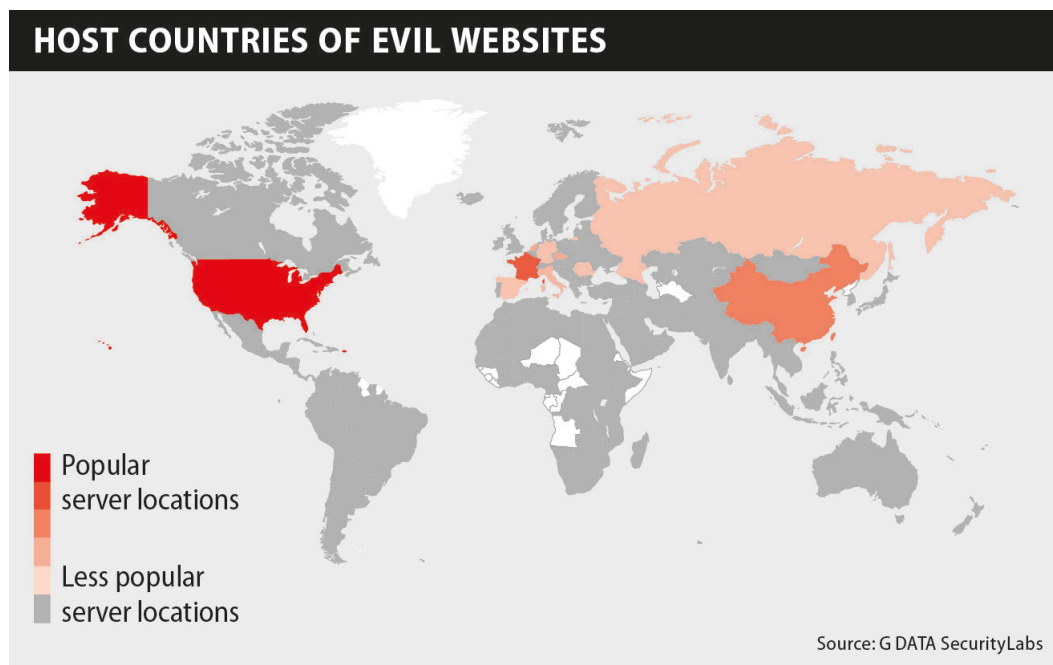 HOST COUNTRIES OF EVIL WEBSITES
Popular
server locations
Less popular
server locations
Source: G DATA SecurityLabs